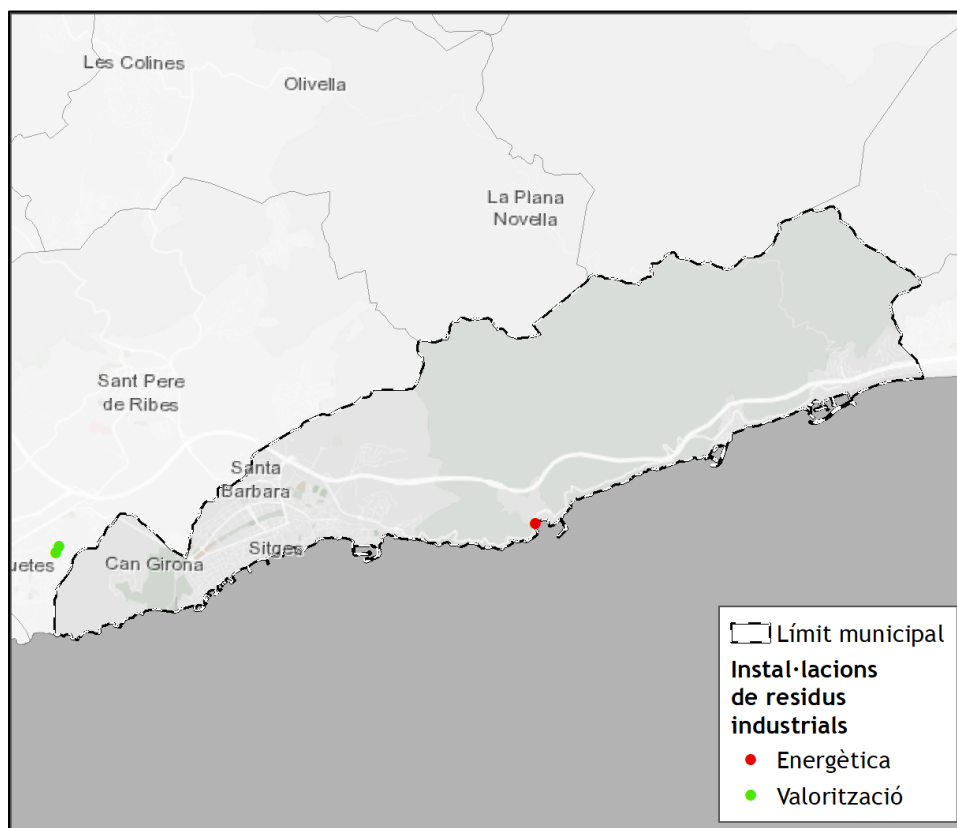 Les Colines
Olivella
La Plana
Novella
Sant Pere
de Ribes
Santa
Barbara
Sitges
uetes
Can Girona
Límit municipal
Instal·lacions
de residus
industrials
Energètica
Valorització